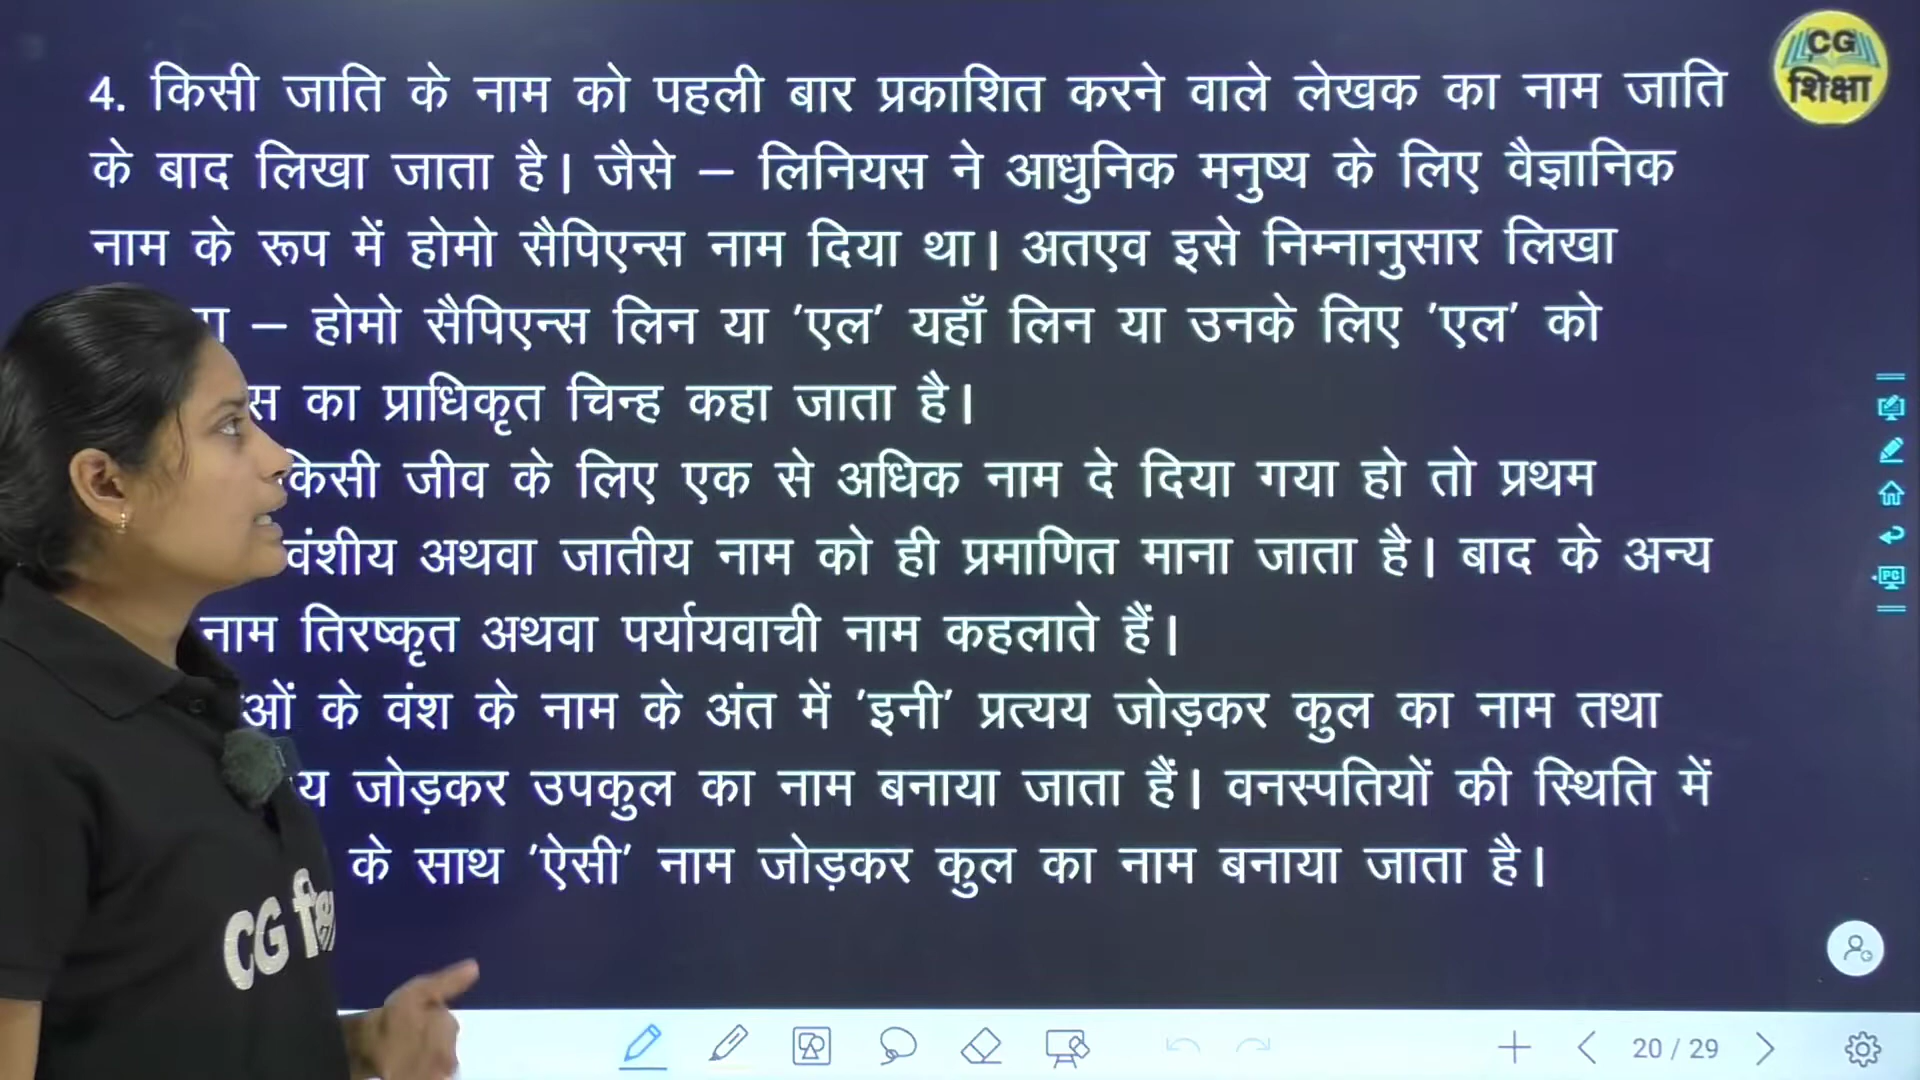 4. किसी जाति के नाम को पहली बार प्रकाशित करने वाले लेखक का नाम जाति
के बाद लिखा जाता है। जैसे – लिनियस ने आधुनिक मनुष्य के लिए वैज्ञानिक
नाम के रूप में होमो सैपिएन्स नाम दिया था। अतएव इसे निम्नानुसार लिखा
– होमो सैपिएन्स लिन या 'एल' यहाँ लिन या उनके लिए 'एल' को
का प्राधिकृत चिन्ह कहा जाता है।
किसी जीव के लिए एक से अधिक नाम दे दिया गया हो तो प्रथम
वंशीय अथवा जातीय नाम को ही प्रमाणित माना जाता है। बाद के अन्य
नाम तिरष्कृत अथवा पर्यायवाची नाम कहलाते हैं।
ओं के वंश के नाम के अंत में 'इनी' प्रत्यय जोड़कर कुल का नाम तथा
य जोड़कर उपकुल का नाम बनाया जाता हैं। वनस्पतियों की स्थिति में
के साथ 'ऐसी' नाम जोड़कर कुल का नाम बनाया जाता है।
CG
शिक्षा
PC
CG
20 / 29